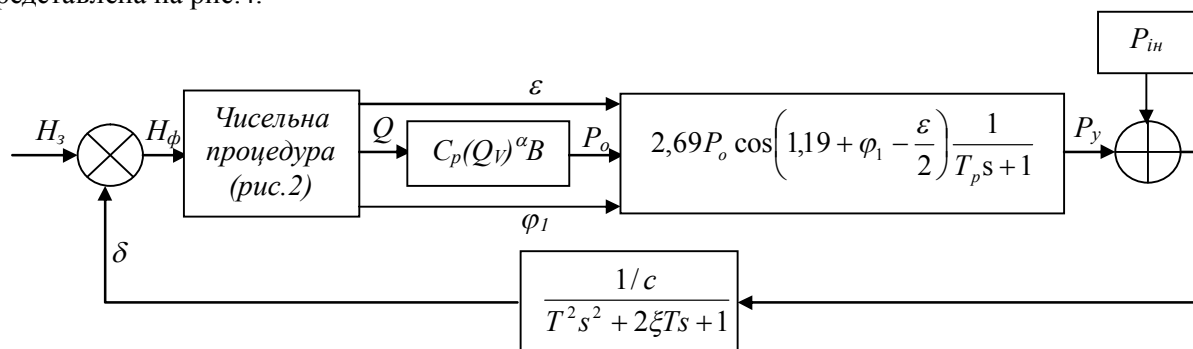 редставлена на рис.4.
H_з
H_ф
Чисельна
процедура
(рис.2)
ε
Q
C_p(Q_V)^α B
P_o
φ_1
2,69P_o cos(1,19 + φ_1 − ε/2) 1/(T_p s + 1)
P_y
P_ін
δ
1/c
T^2 s^2 + 2ξTs + 1